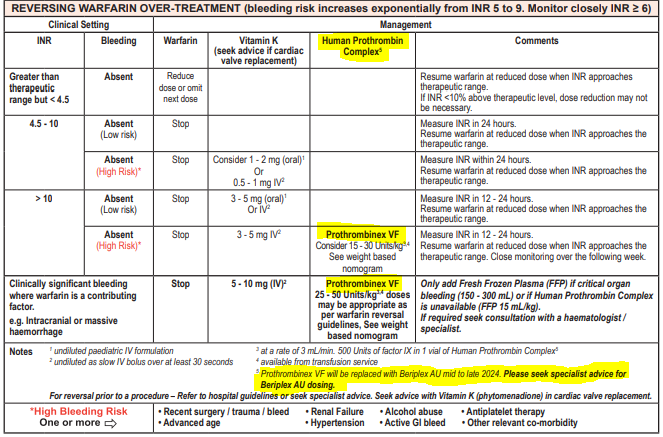 REVERSING WARFARIN OVER-TREATMENT (bleeding risk increases exponentially from INR 5 to 9. Monitor closely INR ≥ 6)
Clinical Setting
Management
INR
Bleeding
Warfarin
Vitamin K
(seek advice if cardiac
valve replacement)
Human Prothrombin
Complex⁵
Comments
Greater than
therapeutic
range but < 4.5
Absent
Reduce
dose or omit
next dose
Resume warfarin at reduced dose when INR approaches
therapeutic range.
If INR <10% above therapeutic level, dose reduction may not
be necessary.
4.5 - 10
Absent
(Low risk)
Stop
Measure INR in 24 hours.
Resume warfarin at reduced dose when INR approaches the
therapeutic range.
Absent
(High Risk)*
Stop
Consider 1 - 2 mg (oral)¹
Or
0.5 - 1 mg IV²
Measure INR within 24 hours.
Resume warfarin at reduced dose when INR approaches the
therapeutic range.
> 10
Absent
(Low risk)
Stop
3 - 5 mg (oral)¹
Or IV²
Measure INR in 12 - 24 hours.
Resume warfarin at reduced dose when INR approaches the
therapeutic range.
Absent
(High Risk)*
Stop
3 - 5 mg IV²
Prothrombinex VF
Consider 15 - 30 Units/kg³,⁴
See weight based
nomogram
Measure INR in 12 - 24 hours.
Resume warfarin at reduced dose when INR approaches the
therapeutic range. Close monitoring over the following week.
Clinically significant bleeding
where warfarin is a contributing
factor.
e.g. Intracranial or massive
haemorrhage
Stop
5 - 10 mg (IV)²
Prothrombinex VF
25 - 50 Units/kg³,⁴ doses
may be appropriate as
per warfarin reversal
guidelines, See weight
based nomogram
Only add Fresh Frozen Plasma (FFP) if critical organ
bleeding (150 - 300 mL) or if Human Prothrombin Complex
is unavailable (FFP 15 mL/kg).
If required seek consultation with a haematologist /
specialist.
Notes
¹ undiluted paediatric IV formulation
² undiluted as slow IV bolus over at least 30 seconds
³ at a rate of 3 mL/min. 500 Units of factor IX in 1 vial of Human Prothrombin Complex⁵
⁴ available from transfusion service
⁵ Prothrombinex VF will be replaced with Beriplex AU mid to late 2024. Please seek specialist advice for
Beriplex AU dosing.
For reversal prior to a procedure – Refer to hospital guidelines or seek specialist advice. Seek advice with Vitamin K (phytomenadione) in cardiac valve replacement.
*High Bleeding Risk
One or more ⇨
• Recent surgery / trauma / bleed
• Advanced age
• Renal Failure
• Hypertension
• Alcohol abuse
• Active GI bleed
• Antiplatelet therapy
• Other relevant co-morbidity